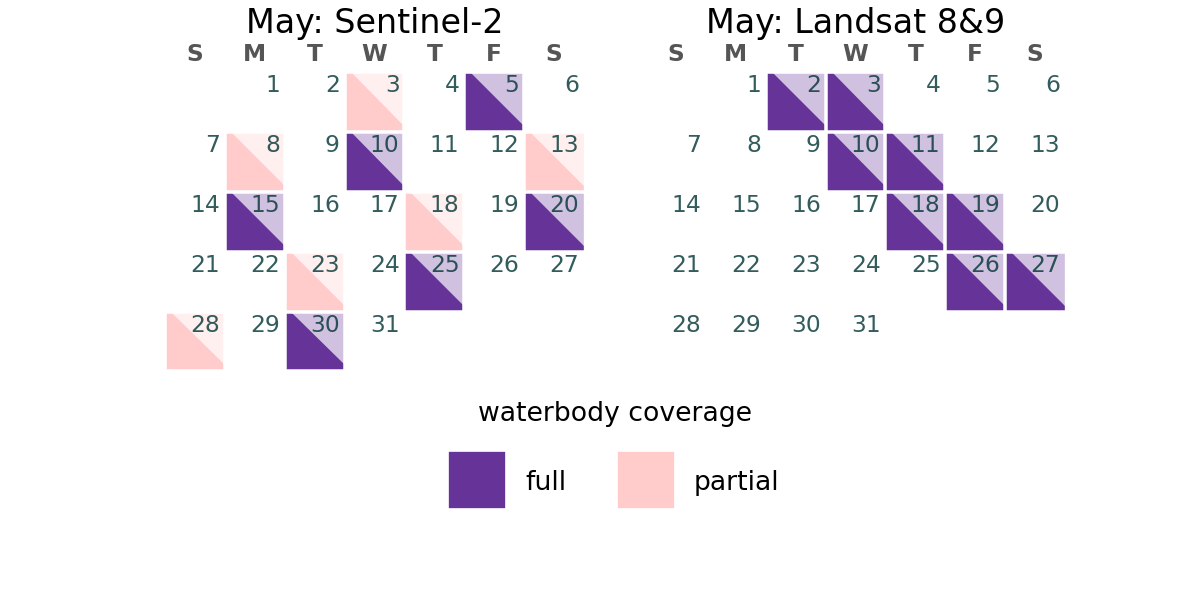 May: Sentinel-2
S M T W T F S
1 2 3 4 5 6
7 8 9 10 11 12 13
14 15 16 17 18 19 20
21 22 23 24 25 26 27
28 29 30 31
May: Landsat 8&9
S M T W T F S
1 2 3 4 5 6
7 8 9 10 11 12 13
14 15 16 17 18 19 20
21 22 23 24 25 26 27
28 29 30 31
waterbody coverage
full partial